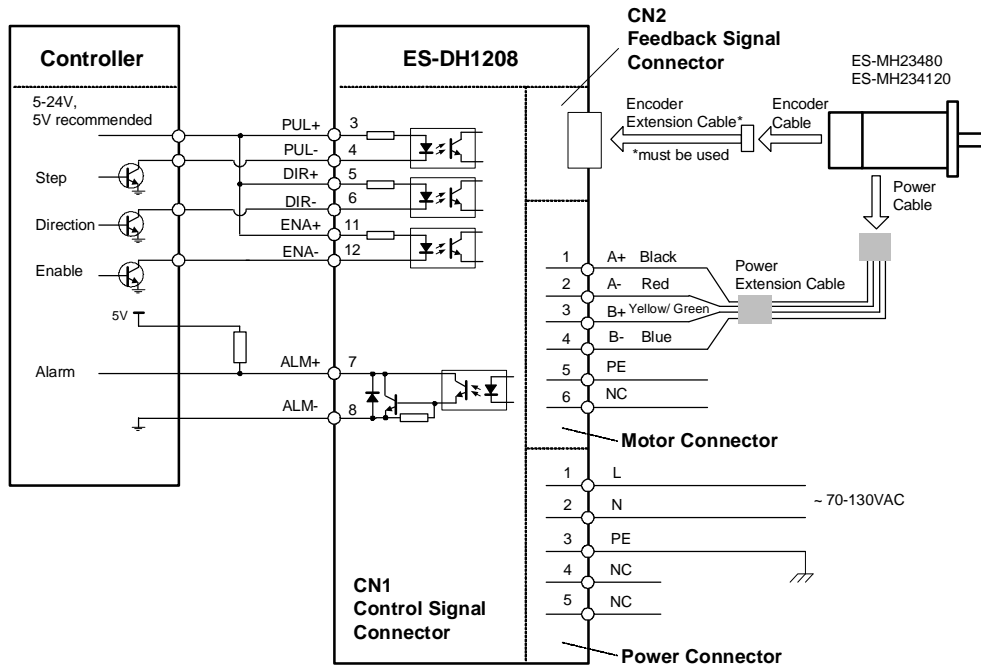 CN2
Feedback Signal
Connector
Controller
ES-DH1208
ES-MH23480
ES-MH234120
5-24V,
5V recommended
Encoder
Extension Cable*
*must be used
Encoder
Cable
PUL+ 3
PUL- 4
Step
DIR+ 5
DIR- 6
Direction
ENA+ 11
ENA- 12
Enable
Power
Cable
1 A+ Black
2 A- Red
3 B+ Yellow/ Green
4 B- Blue
5 PE
6 NC
Power
Extension Cable
5V
Alarm
ALM+ 7
ALM- 8
Motor Connector
1 L
2 N
~ 70-130VAC
3 PE
4 NC
5 NC
CN1
Control Signal
Connector
Power Connector